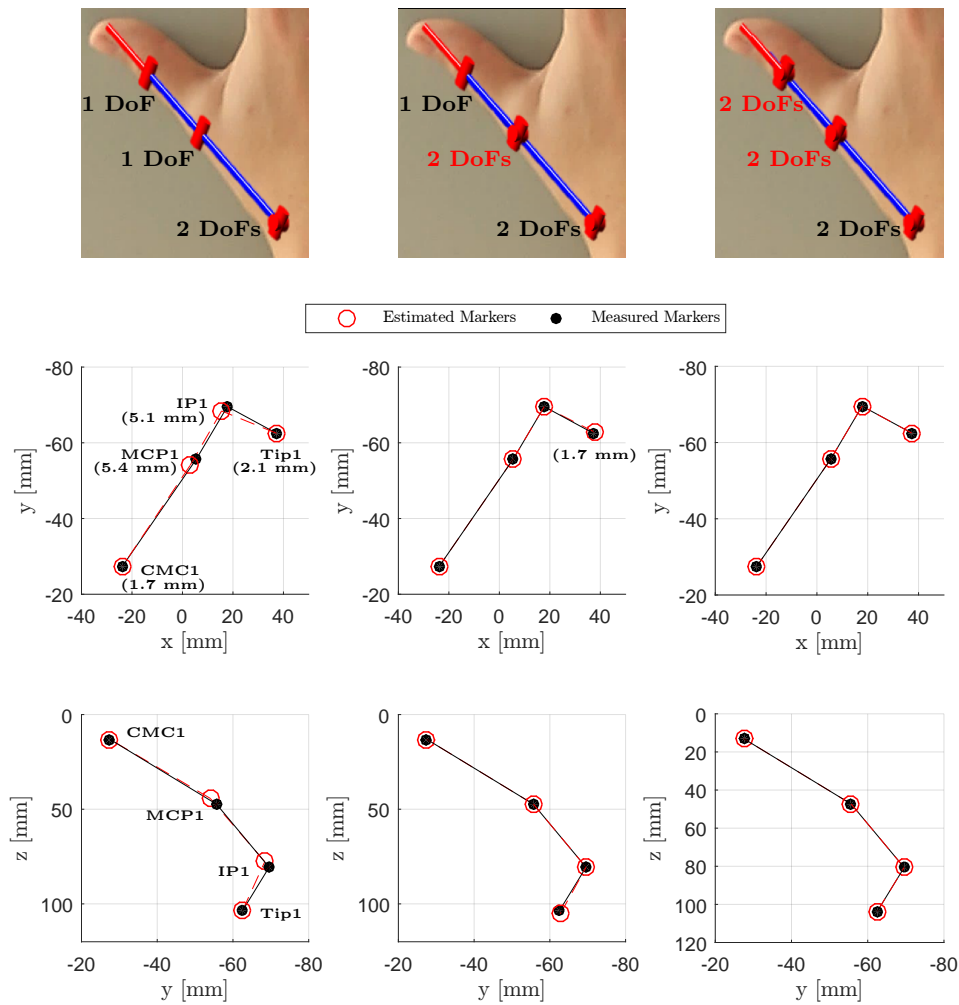 1 DoF
1 DoF
2 DoFs
1 DoF
2 DoFs
2 DoFs
2 DoFs
2 DoFs
2 DoFs
Estimated Markers
Measured Markers
-80
-60
-40
-20
y [mm]
IP1
(5.1 mm)
MCP1
(5.4 mm)
Tip1
(2.1 mm)
CMC1
(1.7 mm)
-40 -20 0 20 40
x [mm]
-80
-60
-40
-20
y [mm]
(1.7 mm)
-40 -20 0 20 40
x [mm]
-80
-60
-40
-20
y [mm]
-40 -20 0 20 40
x [mm]
0
50
100
z [mm]
CMC1
MCP1
IP1
Tip1
-20 -40 -60 -80
y [mm]
0
50
100
z [mm]
-20 -40 -60 -80
y [mm]
0
20
40
60
80
100
120
z [mm]
-20 -40 -60 -80
y [mm]